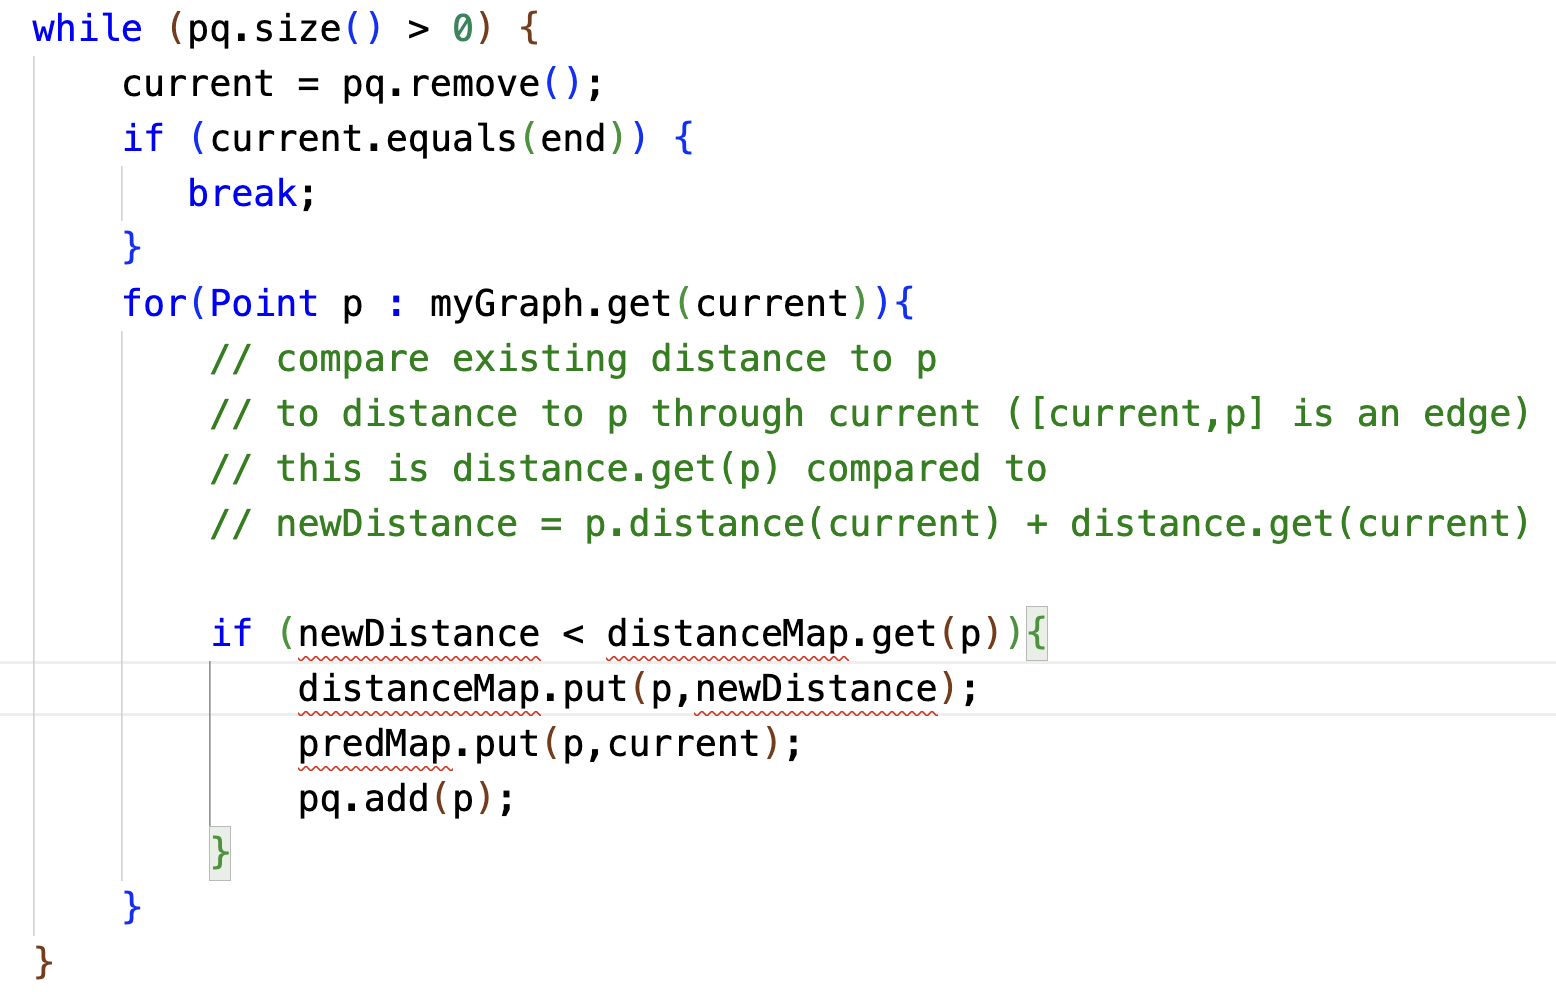 while (pq.size() > 0) {
    current = pq.remove();
    if (current.equals(end)) {
       break;
    }
    for(Point p : myGraph.get(current)){
        // compare existing distance to p
        // to distance to p through current ([current,p] is an edge)
        // this is distance.get(p) compared to
        // newDistance = p.distance(current) + distance.get(current)

        if (newDistance < distanceMap.get(p)){
            distanceMap.put(p,newDistance);
            predMap.put(p,current);
            pq.add(p);
        }
    }
}